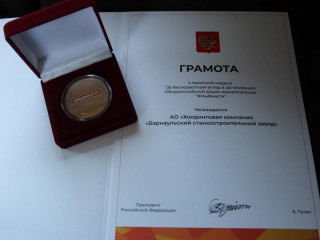 ГРАМОТА
к памятной медали
"За бескорыстный вклад в организацию
Общероссийской акции взаимопомощи
"#МыВместе"
Награждается
АО «Холдинговая компания
«Барнаульский станкостроительный завод»
Президент
Российской Федерации
В. Путин